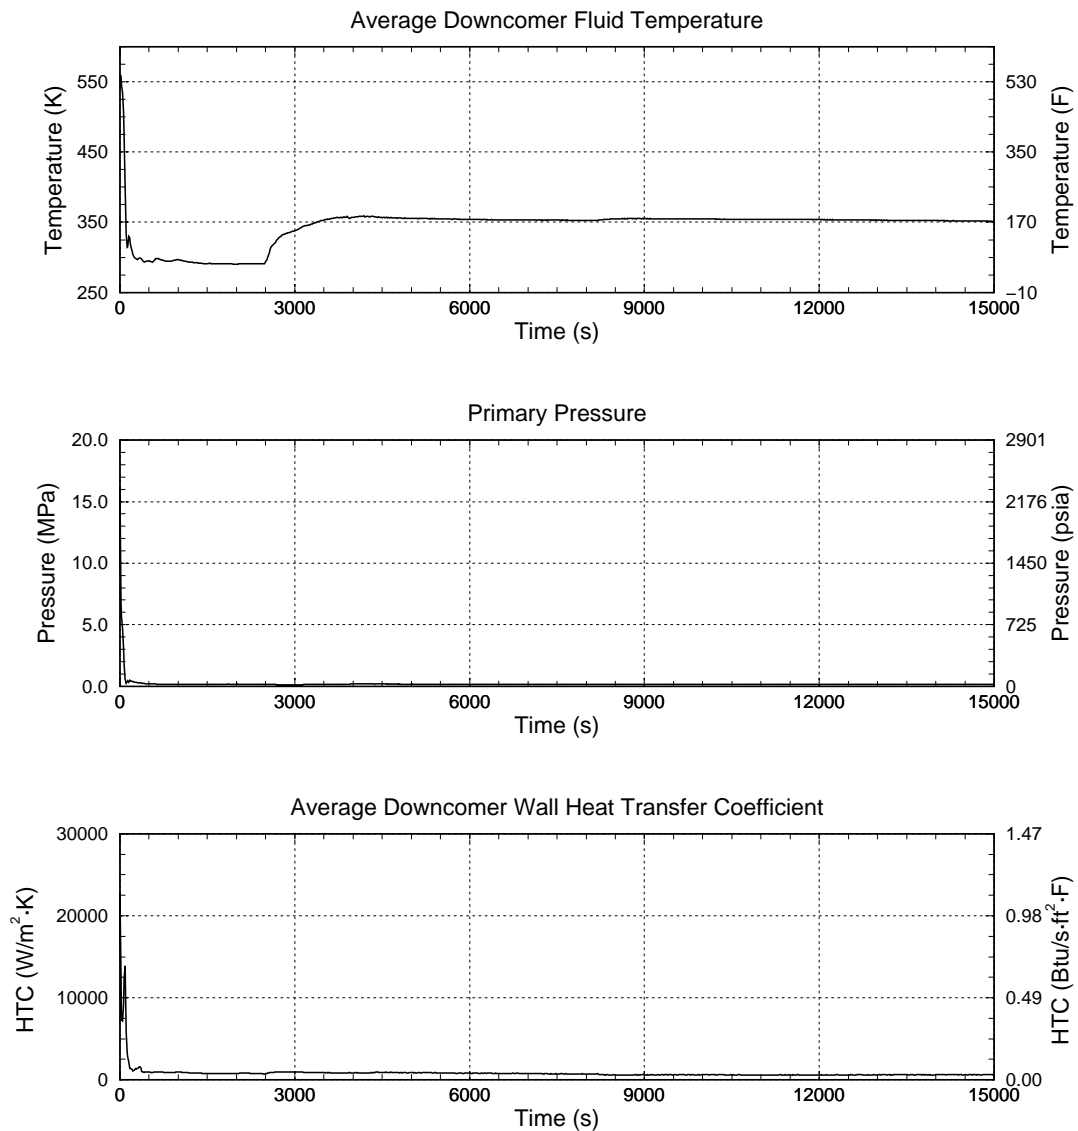 Average Downcomer Fluid Temperature
550
450
350
250
530
350
170
−10
Temperature (K)
Temperature (F)
0 3000 6000 9000 12000 15000
Time (s)
Primary Pressure
20.0
15.0
10.0
5.0
0.0
2901
2176
1450
725
0
Pressure (MPa)
Pressure (psia)
0 3000 6000 9000 12000 15000
Time (s)
Average Downcomer Wall Heat Transfer Coefficient
30000
20000
10000
0
1.47
0.98
0.49
0.00
HTC (W/m²·K)
HTC (Btu/s·ft²·F)
0 3000 6000 9000 12000 15000
Time (s)